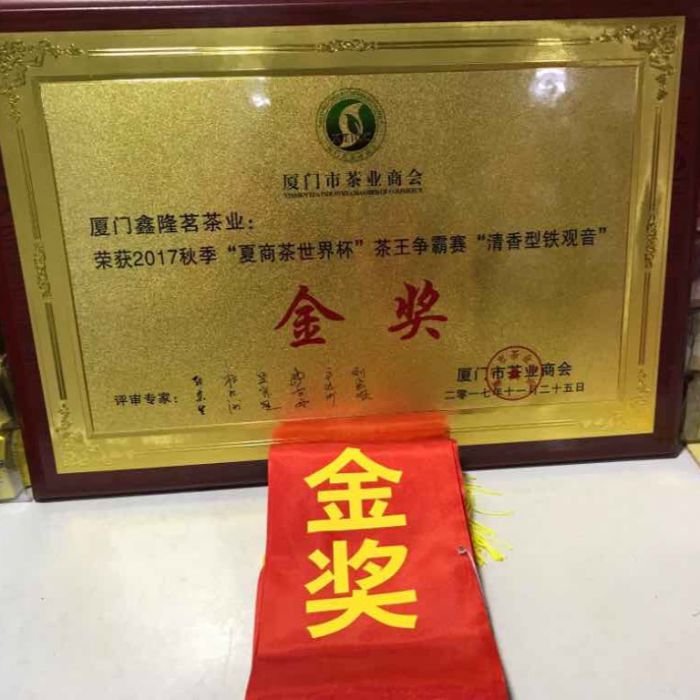 厦门市茶业商会
厦门鑫隆茗茶业：
荣获2017秋季“夏商茶世界杯”茶王争霸赛“清香型铁观音”
金奖
评审专家：
厦门市茶业商会
二〇一七年十一月二十五日
金奖